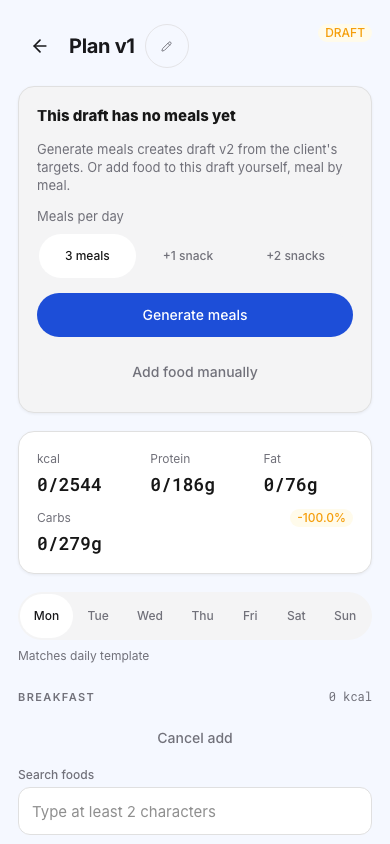 Plan v1
DRAFT
This draft has no meals yet
Generate meals creates draft v2 from the client's
targets. Or add food to this draft yourself, meal by
meal.
Meals per day
3 meals
+1 snack
+2 snacks
Generate meals
Add food manually
kcal
Protein
Fat
0/2544
0/186g
0/76g
Carbs
-100.0%
0/279g
Mon
Tue
Wed
Thu
Fri
Sat
Sun
Matches daily template
BREAKFAST
0 kcal
Cancel add
Search foods
Type at least 2 characters